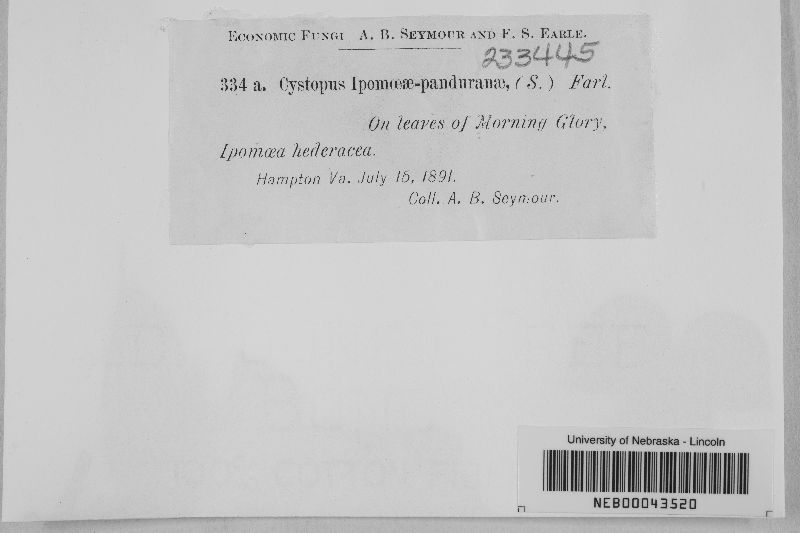 Economic Fungi A. B. Seymour and F. S. Earle.
233445
334 a. Cystopus Ipomœæ-panduranæ, (S.) Farl.
On leaves of Morning Glory,
Ipomœa hederacea.
Hampton Va. July 15, 1891.
Coll. A. B. Seymour.
University of Nebraska - Lincoln
NEB00043520